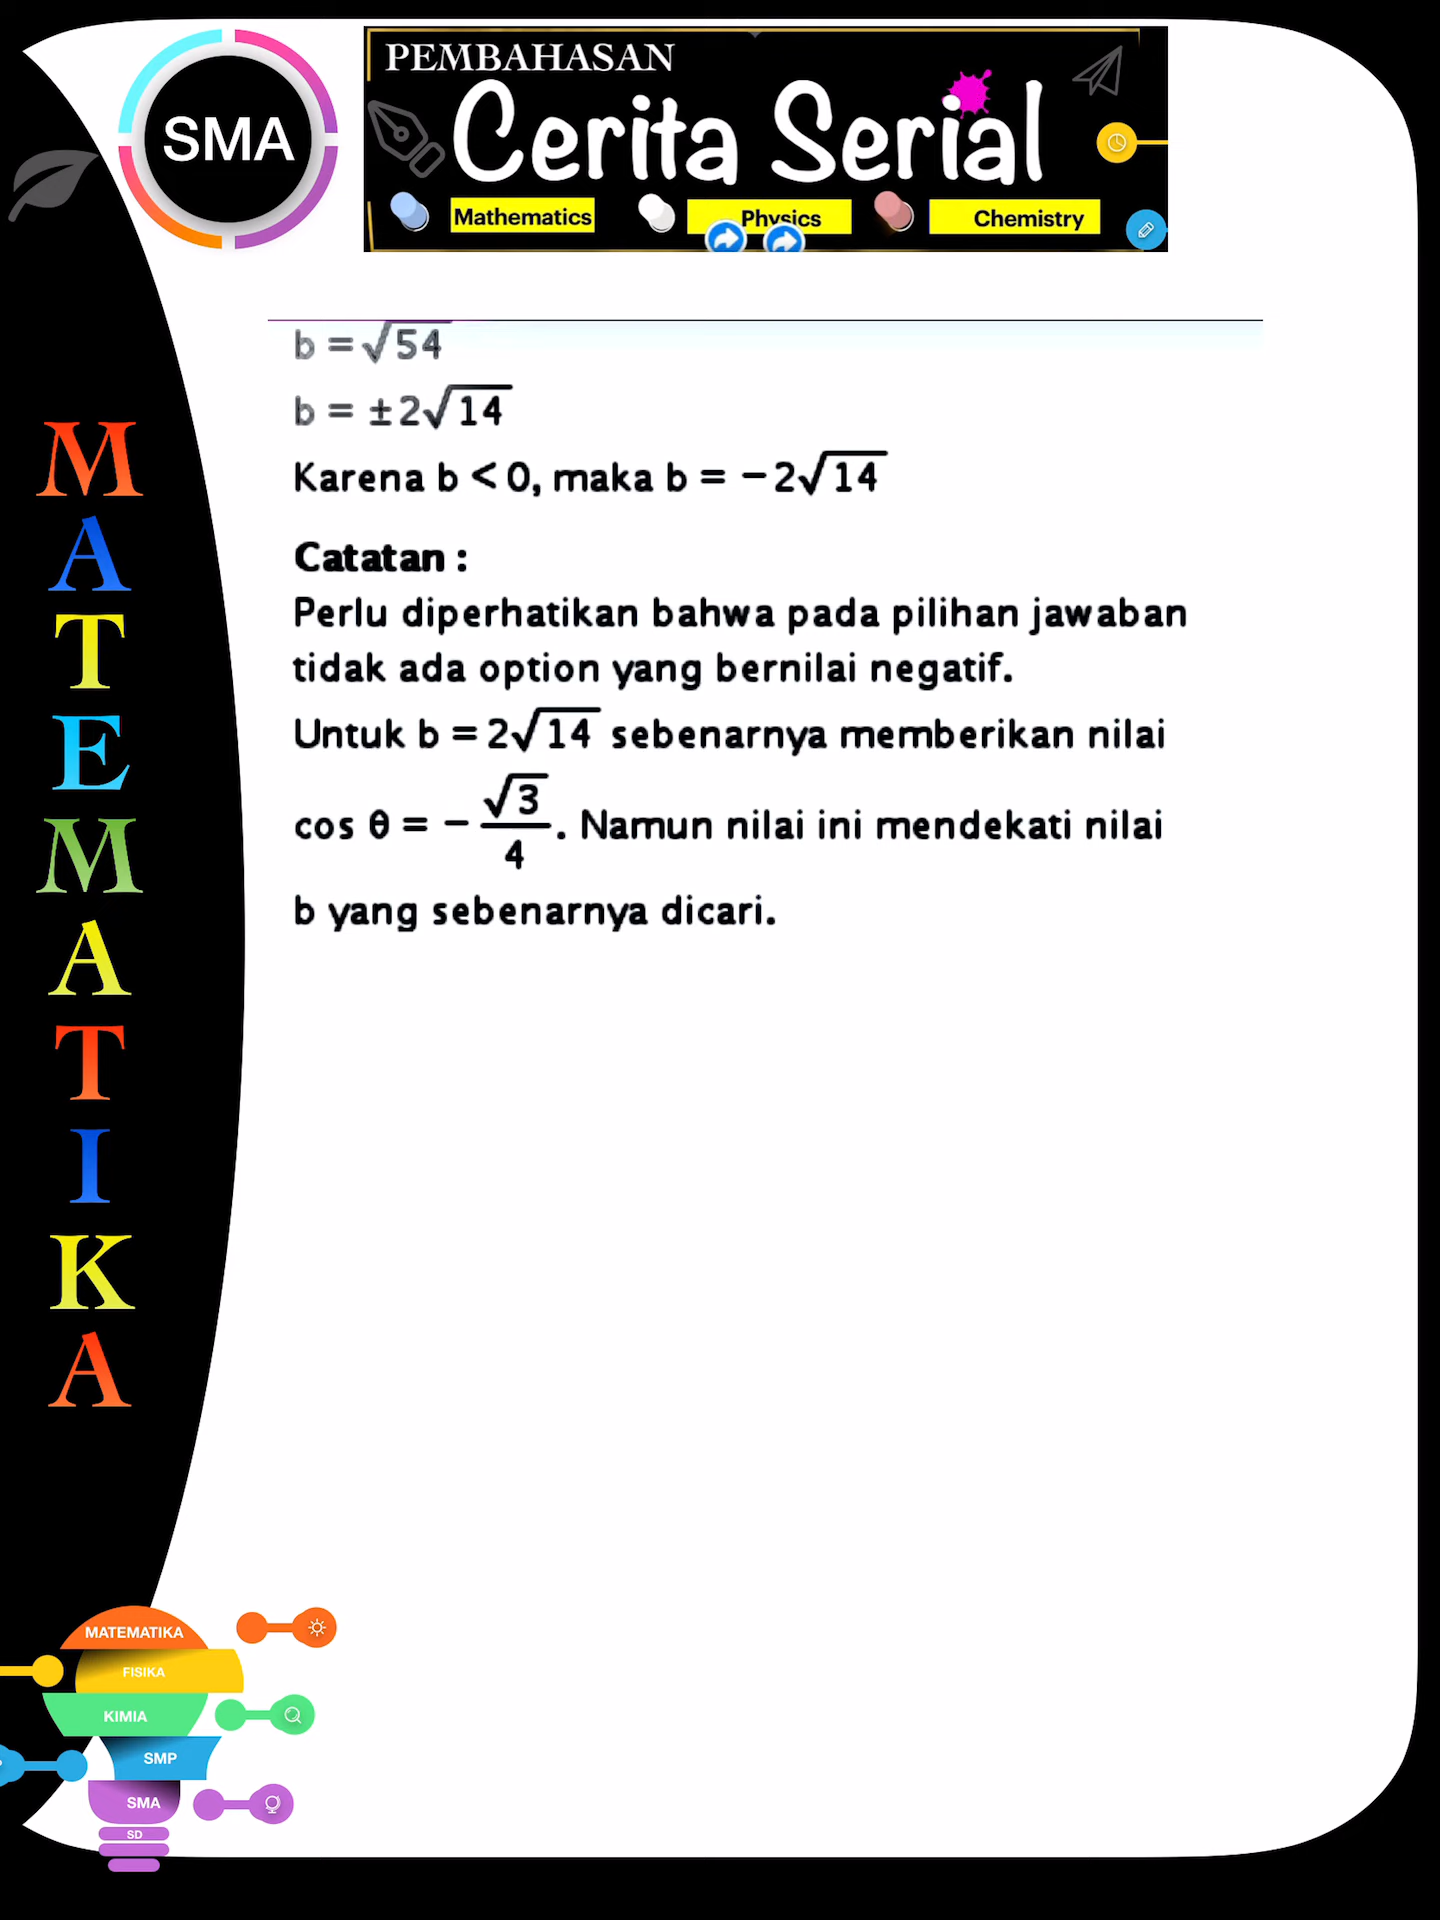 SMA
PEMBAHASAN
Cerita Serial
Mathematics
Physics
Chemistry
b = √54
b = ±2√14
Karena b < 0, maka b = −2√14
Catatan :
Perlu diperhatikan bahwa pada pilihan jawaban
tidak ada option yang bernilai negatif.
Untuk b = 2√14 sebenarnya memberikan nilai
cos θ = − √3/4. Namun nilai ini mendekati nilai
b yang sebenarnya dicari.
MATEMATIKA
MATEMATIKA
FISIKA
KIMIA
SMP
SMA
SD